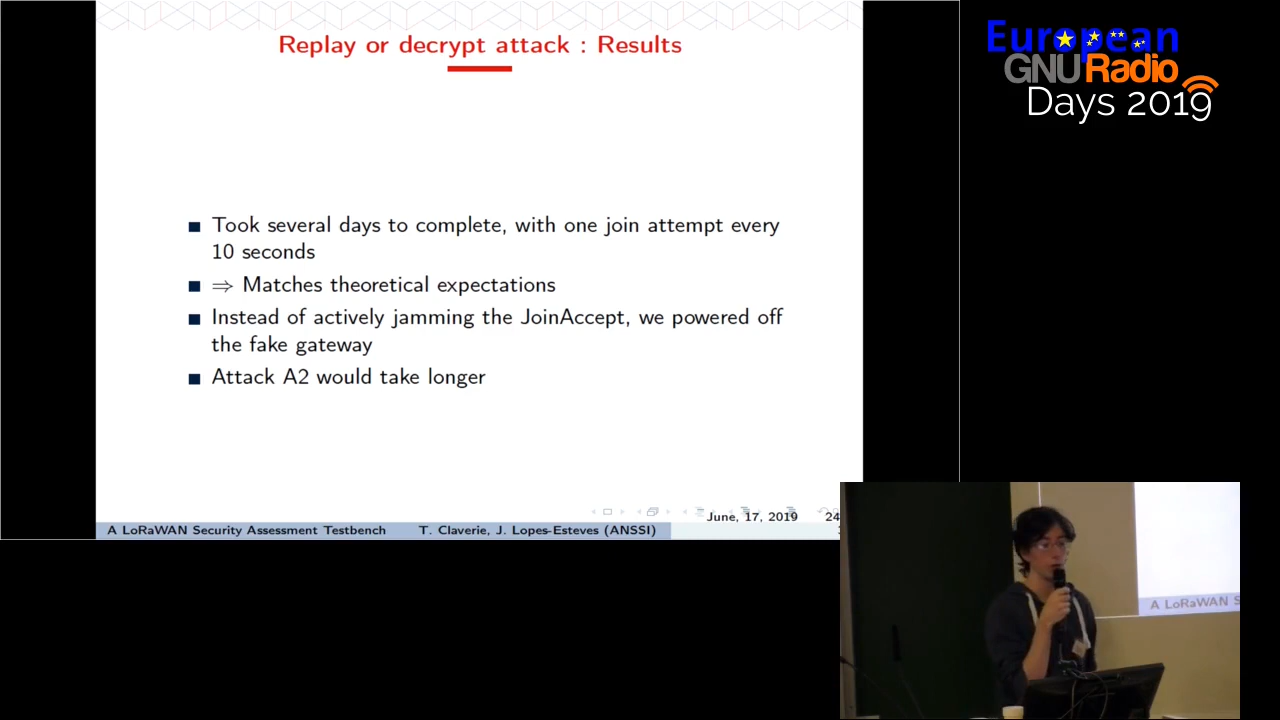 Replay or decrypt attack : Results
European
GNURadio
Days 2019
Took several days to complete, with one join attempt every
10 seconds
⇒ Matches theoretical expectations
Instead of actively jamming the JoinAccept, we powered off
the fake gateway
Attack A2 would take longer
June, 17, 2019 24
A LoRaWAN Security Assessment Testbench T. Claverie, J. Lopes-Esteves (ANSSI)
A LoRaWAN S